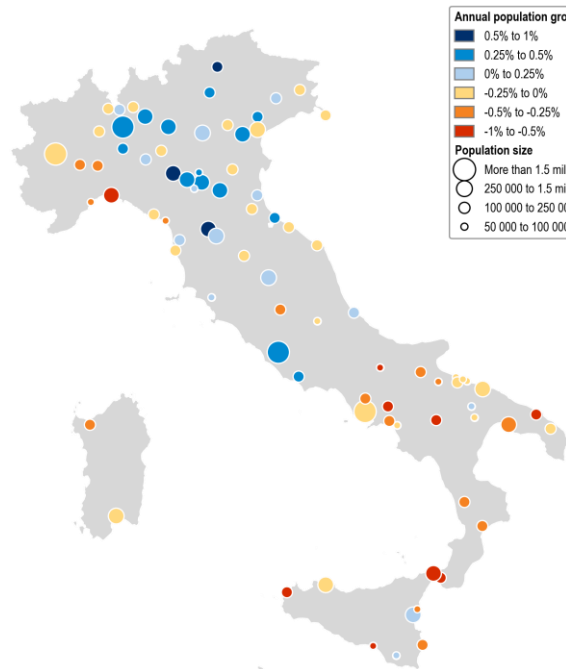 Annual population gro
0.5% to 1%
0.25% to 0.5%
0% to 0.25%
-0.25% to 0%
-0.5% to -0.25%
-1% to -0.5%
Population size
More than 1.5 mil
250 000 to 1.5 mi
100 000 to 250 00
50 000 to 100 000